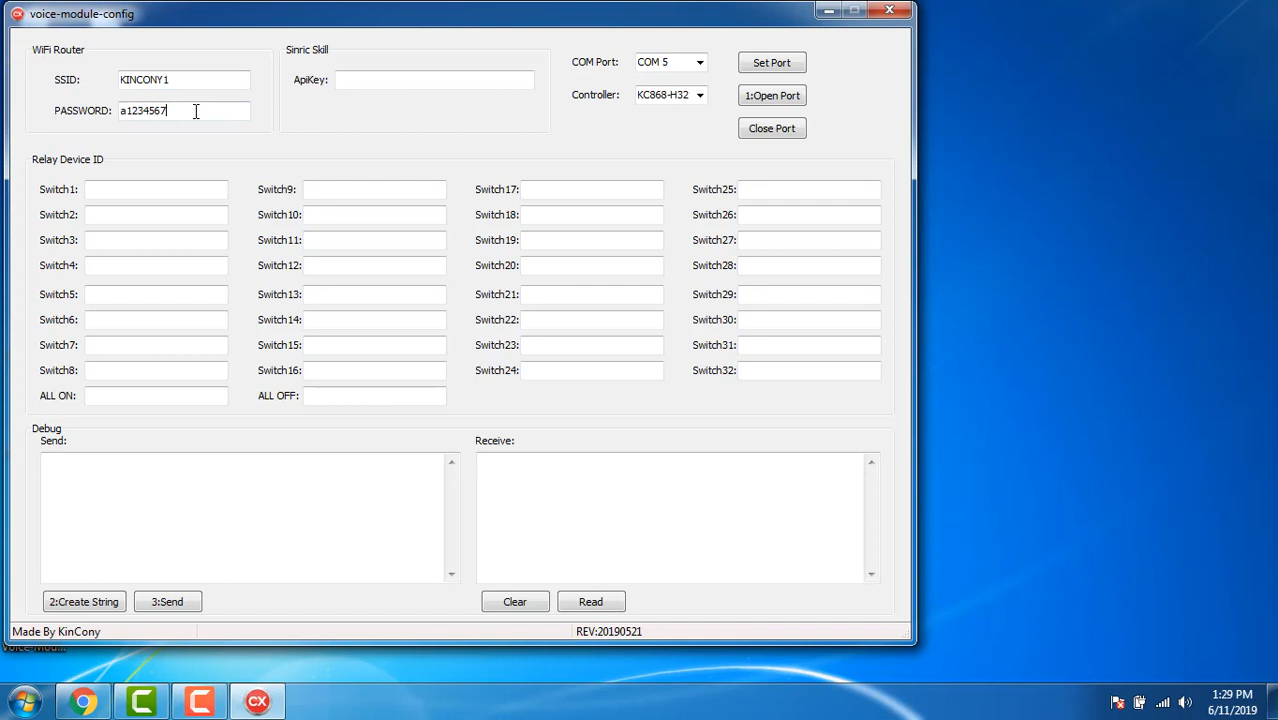 voice-module-config
WiFi Router
SSID: KINCONY1
PASSWORD: a1234567
Sinric Skill
ApiKey:
COM Port: COM 5
Controller: KC868-H32
Set Port
1:Open Port
Close Port
Relay Device ID
Switch1: Switch9: Switch17: Switch25:
Switch2: Switch10: Switch18: Switch26:
Switch3: Switch11: Switch19: Switch27:
Switch4: Switch12: Switch20: Switch28:
Switch5: Switch13: Switch21: Switch29:
Switch6: Switch14: Switch22: Switch30:
Switch7: Switch15: Switch23: Switch31:
Switch8: Switch16: Switch24: Switch32:
ALL ON: ALL OFF:
Debug
Send: Receive:
2:Create String 3:Send Clear Read
Made By KinCony REV:20190521
Voice-Mod...
CX
1:29 PM
6/11/2019